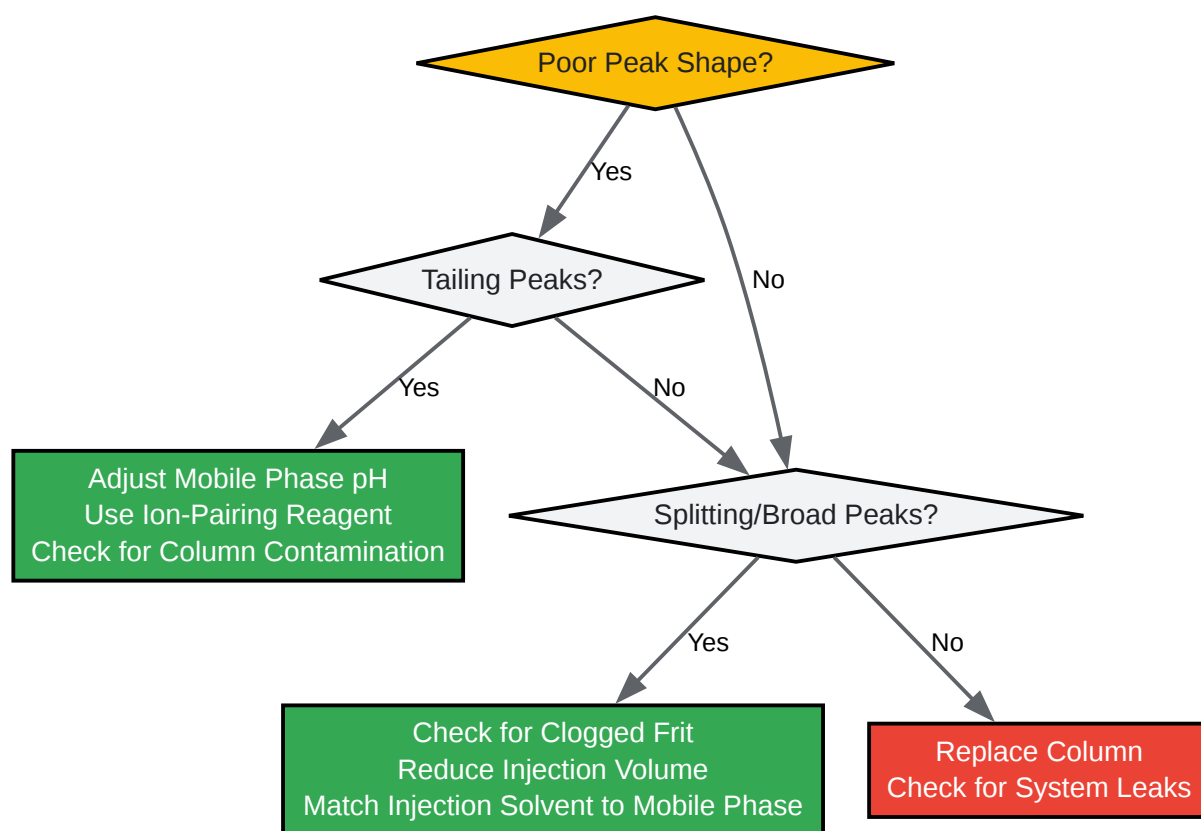 Poor Peak Shape?
Yes
No
Tailing Peaks?
Yes
No
Adjust Mobile Phase pH
Use Ion-Pairing Reagent
Check for Column Contamination
Splitting/Broad Peaks?
Yes
No
Check for Clogged Frit
Reduce Injection Volume
Match Injection Solvent to Mobile Phase
Replace Column
Check for System Leaks